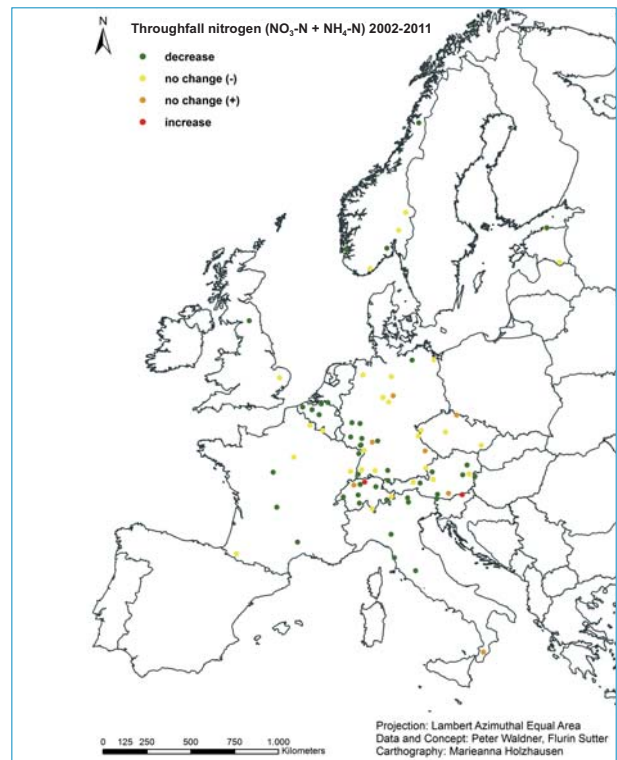 Throughfall nitrogen (NO₃-N + NH₄-N) 2002-2011
N
decrease
no change (-)
no change (+)
increase
0 125 250 500 750 1.000
Kilometers
Projection: Lambert Azimuthal Equal Area
Data and Concept: Peter Waldner, Flurin Sutter
Carthography: Marieanna Holzhausen